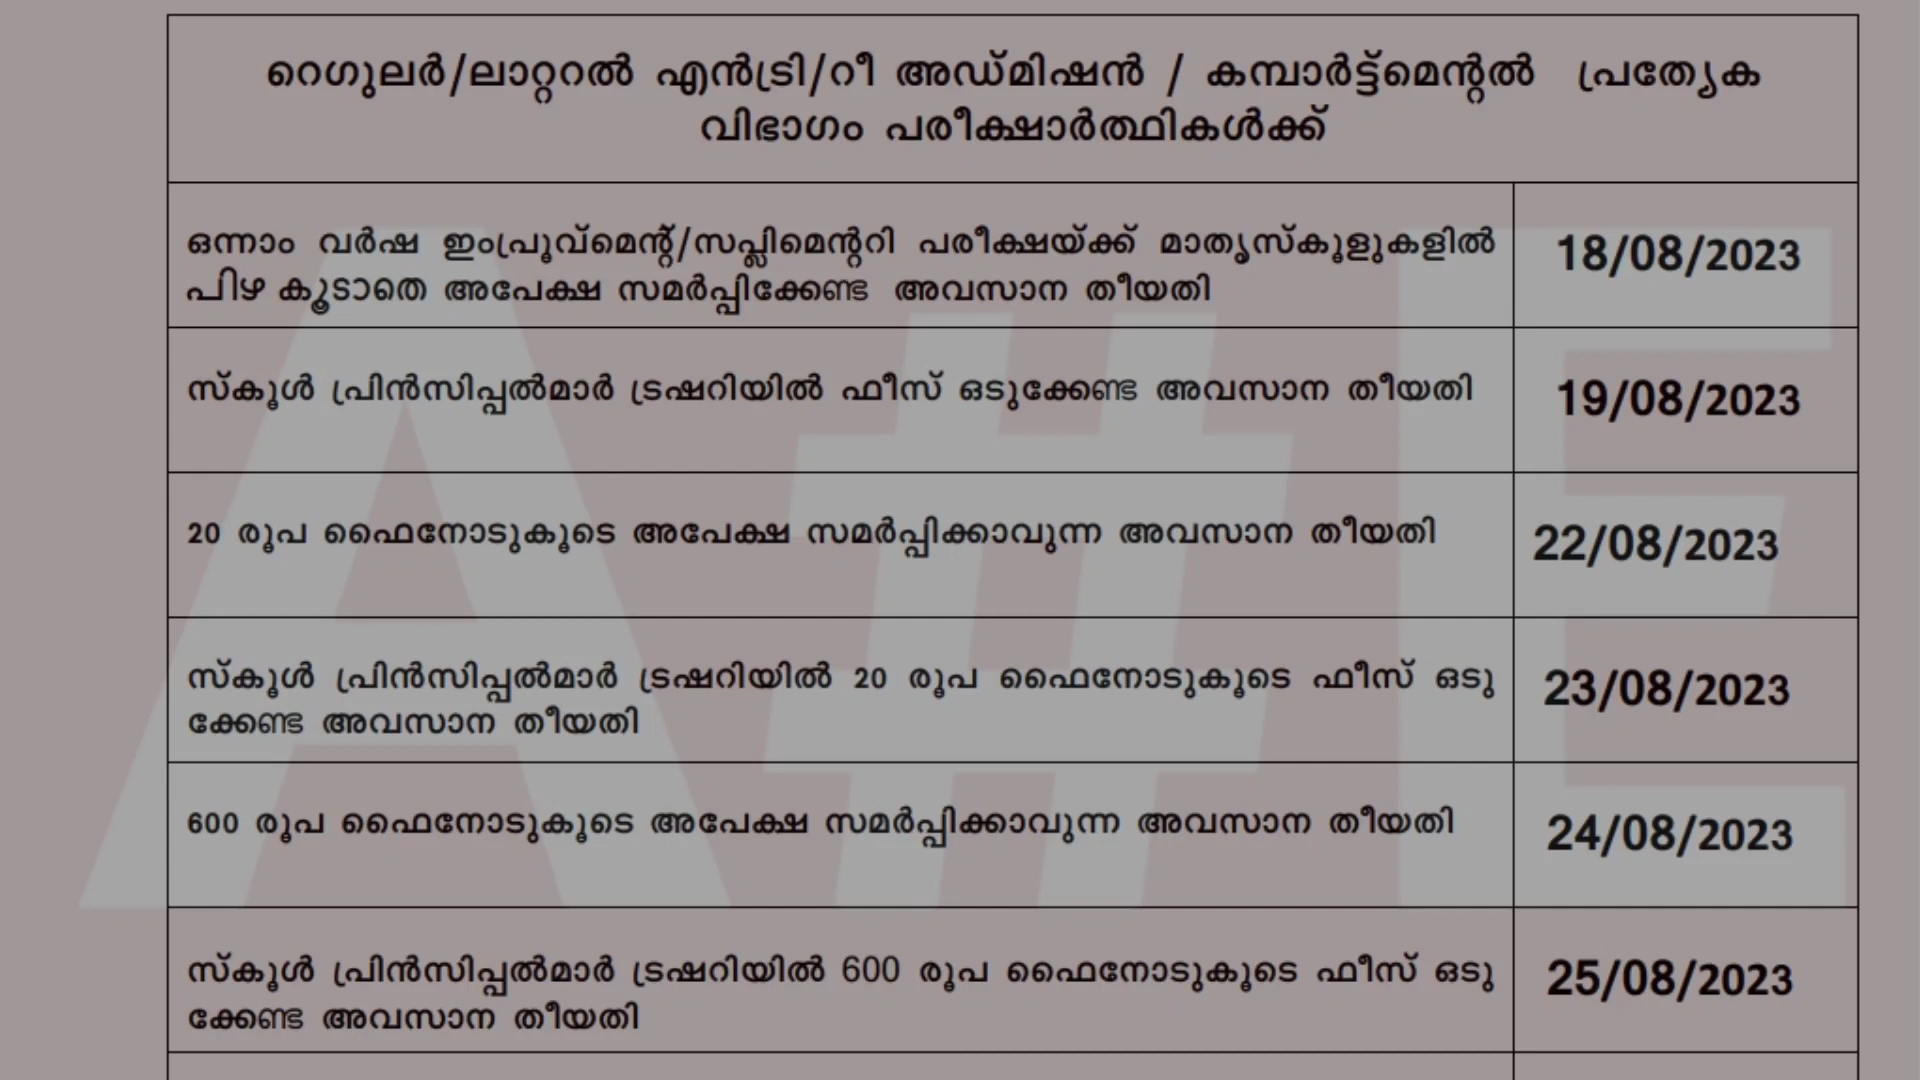 റെഗുലർ/ലാറ്ററൽ എൻട്രി/റീ അഡ്മിഷൻ / കമ്പാർട്ട്മെന്റൽ പ്രത്യേക
വിഭാഗം പരീക്ഷാർത്ഥികൾക്ക്
ഒന്നാം വർഷ ഇംപ്രൂവ്മെന്റ്/സപ്ലിമെന്ററി പരീക്ഷയ്ക്ക് മാതൃസ്കൂളുകളിൽ
പിഴ കൂടാതെ അപേക്ഷ സമർപ്പിക്കേണ്ട അവസാന തീയതി
18/08/2023
സ്കൂൾ പ്രിൻസിപ്പൽമാർ ട്രഷറിയിൽ ഫീസ് ഒടുക്കേണ്ട അവസാന തീയതി
19/08/2023
20 രൂപ ഫൈനോടുകൂടെ അപേക്ഷ സമർപ്പിക്കാവുന്ന അവസാന തീയതി
22/08/2023
സ്കൂൾ പ്രിൻസിപ്പൽമാർ ട്രഷറിയിൽ 20 രൂപ ഫൈനോടുകൂടെ ഫീസ് ഒടു
ക്കേണ്ട അവസാന തീയതി
23/08/2023
600 രൂപ ഫൈനോടുകൂടെ അപേക്ഷ സമർപ്പിക്കാവുന്ന അവസാന തീയതി
24/08/2023
സ്കൂൾ പ്രിൻസിപ്പൽമാർ ട്രഷറിയിൽ 600 രൂപ ഫൈനോടുകൂടെ ഫീസ് ഒടു
ക്കേണ്ട അവസാന തീയതി
25/08/2023
A#E